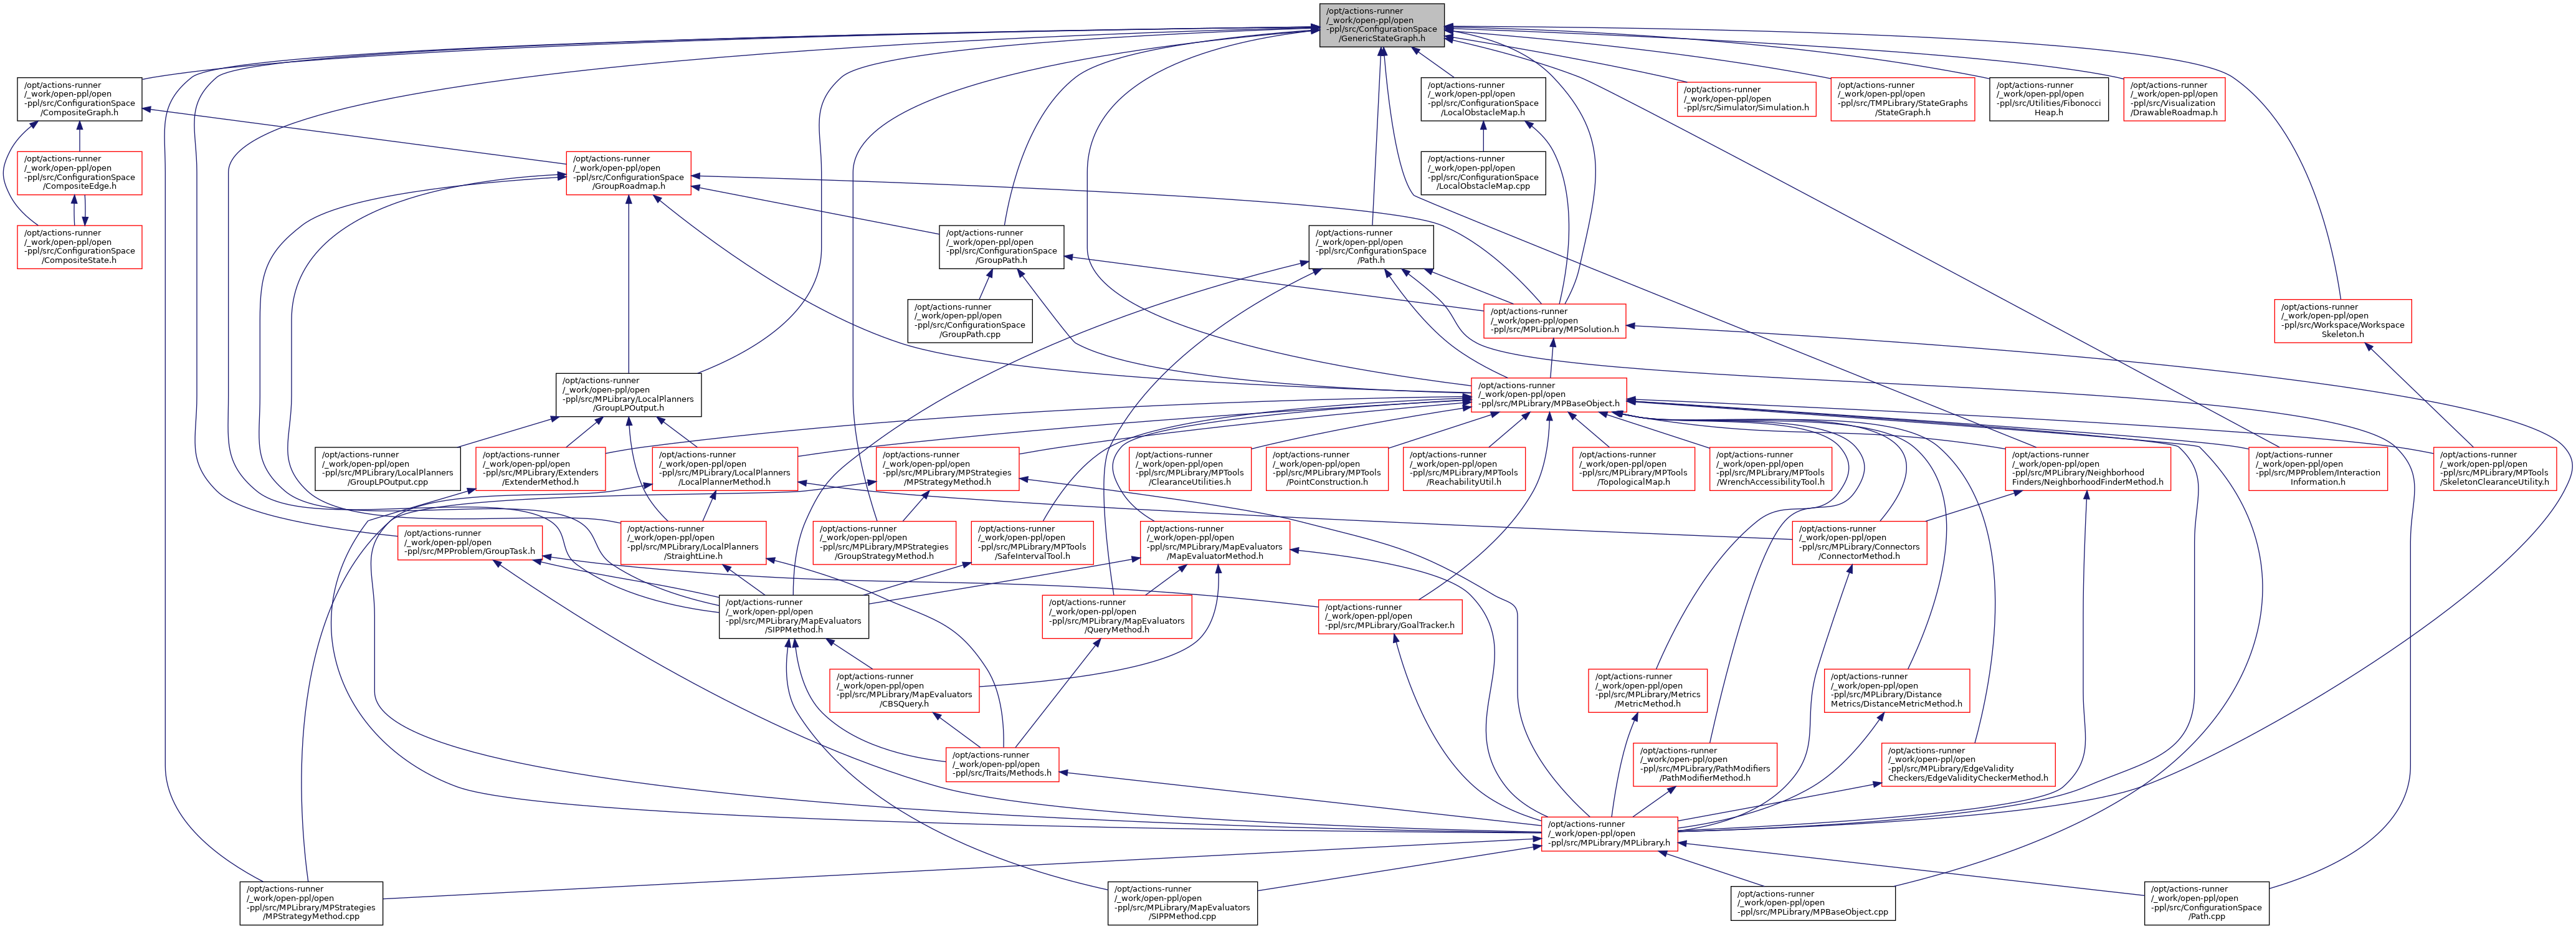 /opt/actions-runner
/_work/open-ppl/open
-ppl/src/ConfigurationSpace
/GenericStateGraph.h
/opt/actions-runner
/_work/open-ppl/open
-ppl/src/ConfigurationSpace
/CompositeGraph.h
/opt/actions-runner
/_work/open-ppl/open
-ppl/src/ConfigurationSpace
/LocalObstacleMap.h
/opt/actions-runner
/_work/open-ppl/open
-ppl/src/Simulator/Simulation.h
/opt/actions-runner
/_work/open-ppl/open
-ppl/src/TMPLibrary/StateGraphs
/StateGraph.h
/opt/actions-runner
/_work/open-ppl/open
-ppl/src/Utilities/Fibonocci
Heap.h
/opt/actions-runner
/_work/open-ppl/open
-ppl/src/Visualization
/DrawableRoadmap.h
/opt/actions-runner
/_work/open-ppl/open
-ppl/src/ConfigurationSpace
/CompositeEdge.h
/opt/actions-runner
/_work/open-ppl/open
-ppl/src/ConfigurationSpace
/GroupRoadmap.h
/opt/actions-runner
/_work/open-ppl/open
-ppl/src/ConfigurationSpace
/LocalObstacleMap.cpp
/opt/actions-runner
/_work/open-ppl/open
-ppl/src/ConfigurationSpace
/CompositeState.h
/opt/actions-runner
/_work/open-ppl/open
-ppl/src/ConfigurationSpace
/GroupPath.h
/opt/actions-runner
/_work/open-ppl/open
-ppl/src/ConfigurationSpace
/Path.h
/opt/actions-runner
/_work/open-ppl/open
-ppl/src/ConfigurationSpace
/GroupPath.cpp
/opt/actions-runner
/_work/open-ppl/open
-ppl/src/MPLibrary/MPSolution.h
/opt/actions-runner
/_work/open-ppl/open
-ppl/src/Workspace/Workspace
Skeleton.h
/opt/actions-runner
/_work/open-ppl/open
-ppl/src/MPLibrary/LocalPlanners
/GroupLPOutput.h
/opt/actions-runner
/_work/open-ppl/open
-ppl/src/MPLibrary/MPBaseObject.h
/opt/actions-runner
/_work/open-ppl/open
-ppl/src/MPLibrary/LocalPlanners
/GroupLPOutput.cpp
/opt/actions-runner
/_work/open-ppl/open
-ppl/src/MPLibrary/Extenders
/ExtenderMethod.h
/opt/actions-runner
/_work/open-ppl/open
-ppl/src/MPLibrary/LocalPlanners
/LocalPlannerMethod.h
/opt/actions-runner
/_work/open-ppl/open
-ppl/src/MPLibrary/MPStrategies
/MPStrategyMethod.h
/opt/actions-runner
/_work/open-ppl/open
-ppl/src/MPLibrary/MPTools
/ClearanceUtilities.h
/opt/actions-runner
/_work/open-ppl/open
-ppl/src/MPLibrary/MPTools
/PointConstruction.h
/opt/actions-runner
/_work/open-ppl/open
-ppl/src/MPLibrary/MPTools
/ReachabilityUtil.h
/opt/actions-runner
/_work/open-ppl/open
-ppl/src/MPLibrary/MPTools
/TopologicalMap.h
/opt/actions-runner
/_work/open-ppl/open
-ppl/src/MPLibrary/MPTools
/WrenchAccessibilityTool.h
/opt/actions-runner
/_work/open-ppl/open
-ppl/src/MPLibrary/Neighborhood
Finders/NeighborhoodFinderMethod.h
/opt/actions-runner
/_work/open-ppl/open
-ppl/src/MPProblem/Interaction
Information.h
/opt/actions-runner
/_work/open-ppl/open
-ppl/src/MPLibrary/MPTools
/SkeletonClearanceUtility.h
/opt/actions-runner
/_work/open-ppl/open
-ppl/src/MPProblem/GroupTask.h
/opt/actions-runner
/_work/open-ppl/open
-ppl/src/MPLibrary/LocalPlanners
/StraightLine.h
/opt/actions-runner
/_work/open-ppl/open
-ppl/src/MPLibrary/MPStrategies
/GroupStrategyMethod.h
/opt/actions-runner
/_work/open-ppl/open
-ppl/src/MPLibrary/MPTools
/SafeIntervalTool.h
/opt/actions-runner
/_work/open-ppl/open
-ppl/src/MPLibrary/MapEvaluators
/MapEvaluatorMethod.h
/opt/actions-runner
/_work/open-ppl/open
-ppl/src/MPLibrary/Connectors
/ConnectorMethod.h
/opt/actions-runner
/_work/open-ppl/open
-ppl/src/MPLibrary/MapEvaluators
/SIPPMethod.h
/opt/actions-runner
/_work/open-ppl/open
-ppl/src/MPLibrary/MapEvaluators
/QueryMethod.h
/opt/actions-runner
/_work/open-ppl/open
-ppl/src/MPLibrary/GoalTracker.h
/opt/actions-runner
/_work/open-ppl/open
-ppl/src/MPLibrary/MapEvaluators
/CBSQuery.h
/opt/actions-runner
/_work/open-ppl/open
-ppl/src/MPLibrary/Metrics
/MetricMethod.h
/opt/actions-runner
/_work/open-ppl/open
-ppl/src/MPLibrary/Distance
Metrics/DistanceMetricMethod.h
/opt/actions-runner
/_work/open-ppl/open
-ppl/src/Traits/Methods.h
/opt/actions-runner
/_work/open-ppl/open
-ppl/src/MPLibrary/PathModifiers
/PathModifierMethod.h
/opt/actions-runner
/_work/open-ppl/open
-ppl/src/MPLibrary/EdgeValidity
Checkers/EdgeValidityCheckerMethod.h
/opt/actions-runner
/_work/open-ppl/open
-ppl/src/MPLibrary/MPLibrary.h
/opt/actions-runner
/_work/open-ppl/open
-ppl/src/MPLibrary/MPStrategies
/MPStrategyMethod.cpp
/opt/actions-runner
/_work/open-ppl/open
-ppl/src/MPLibrary/MapEvaluators
/SIPPMethod.cpp
/opt/actions-runner
/_work/open-ppl/open
-ppl/src/MPLibrary/MPBaseObject.cpp
/opt/actions-runner
/_work/open-ppl/open
-ppl/src/ConfigurationSpace
/Path.cpp